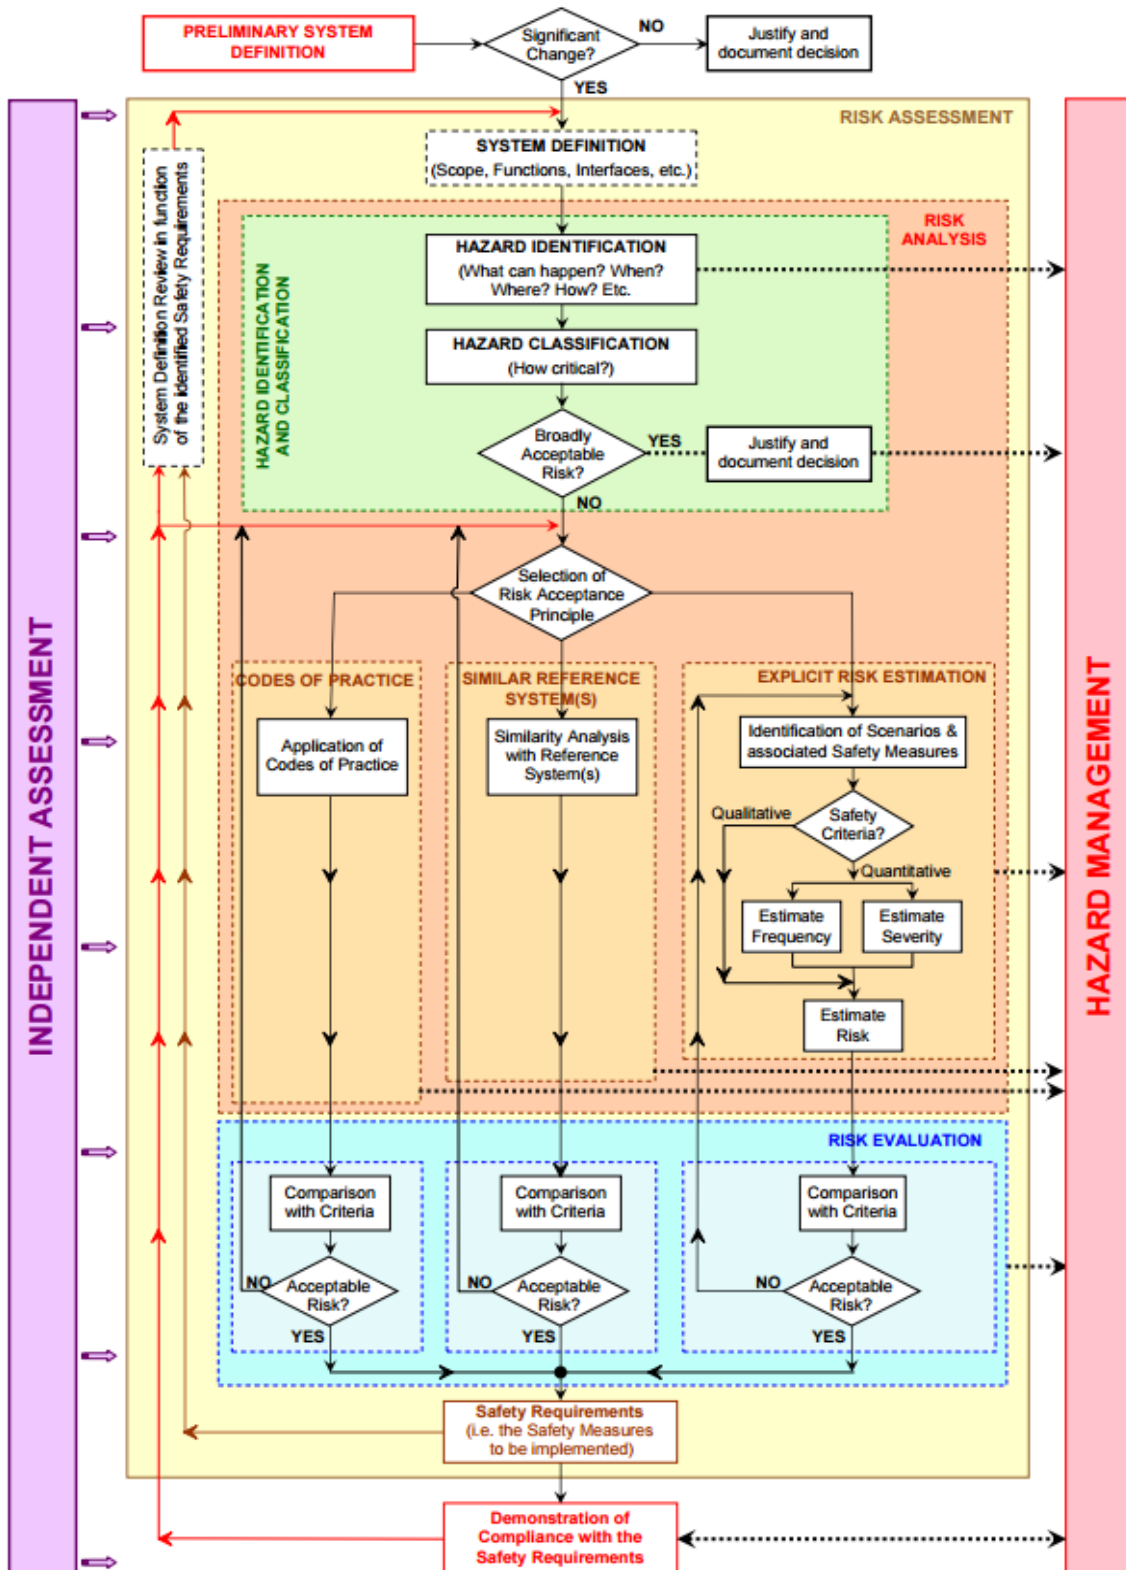 PRELIMINARY SYSTEM
DEFINITION
Significant
Change?
NO
Justify and
document decision
YES
RISK ASSESSMENT
SYSTEM DEFINITION
(Scope, Functions, Interfaces, etc.)
System Definition Review in function
of the identified Safety Requirements
RISK
ANALYSIS
HAZARD IDENTIFICATION
AND CLASSIFICATION
HAZARD IDENTIFICATION
(What can happen? When?
Where? How? Etc.
HAZARD CLASSIFICATION
(How critical?)
Broadly
Acceptable
Risk?
YES
Justify and
document decision
NO
Selection of
Risk Acceptance
Principle
INDEPENDENT ASSESSMENT
HAZARD MANAGEMENT
CODES OF PRACTICE
Application of
Codes of Practice
SIMILAR REFERENCE
SYSTEM(S)
Similarity Analysis
with Reference
System(s)
EXPLICIT RISK ESTIMATION
Identification of Scenarios &
associated Safety Measures
Qualitative
Safety
Criteria?
Quantitative
Estimate
Frequency
Estimate
Severity
Estimate
Risk
RISK EVALUATION
Comparison
with Criteria
NO
Acceptable
Risk?
YES
Comparison
with Criteria
NO
Acceptable
Risk?
YES
Comparison
with Criteria
NO
Acceptable
Risk?
YES
Safety Requirements
(i.e. the Safety Measures
to be implemented)
Demonstration of
Compliance with the
Safety Requirements